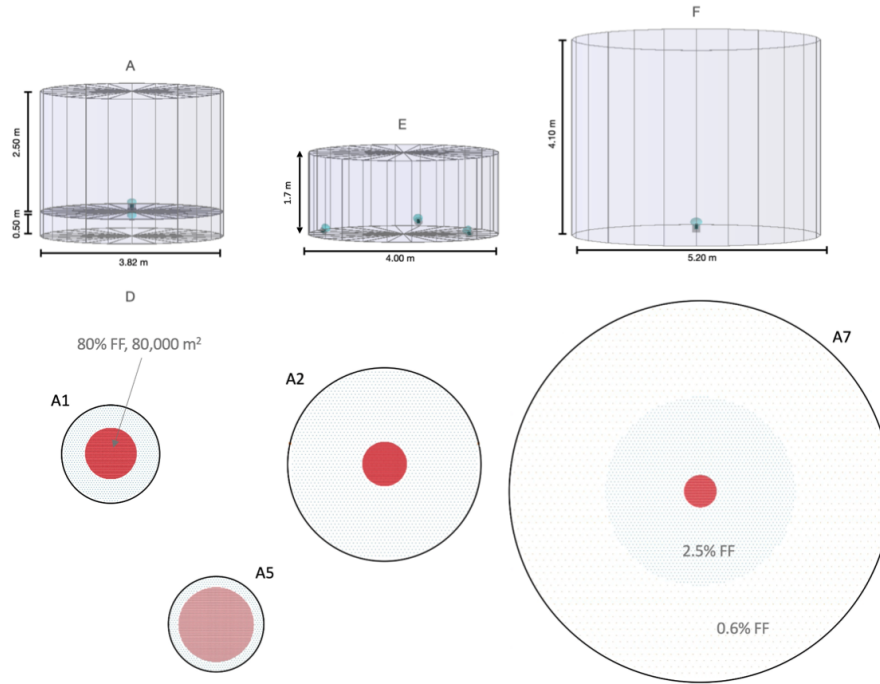 A
2.50 m
0.50 m
3.82 m
E
1.7 m
4.00 m
F
4.10 m
5.20 m
D
80% FF, 80,000 m²
A1
A2
A5
A7
2.5% FF
0.6% FF